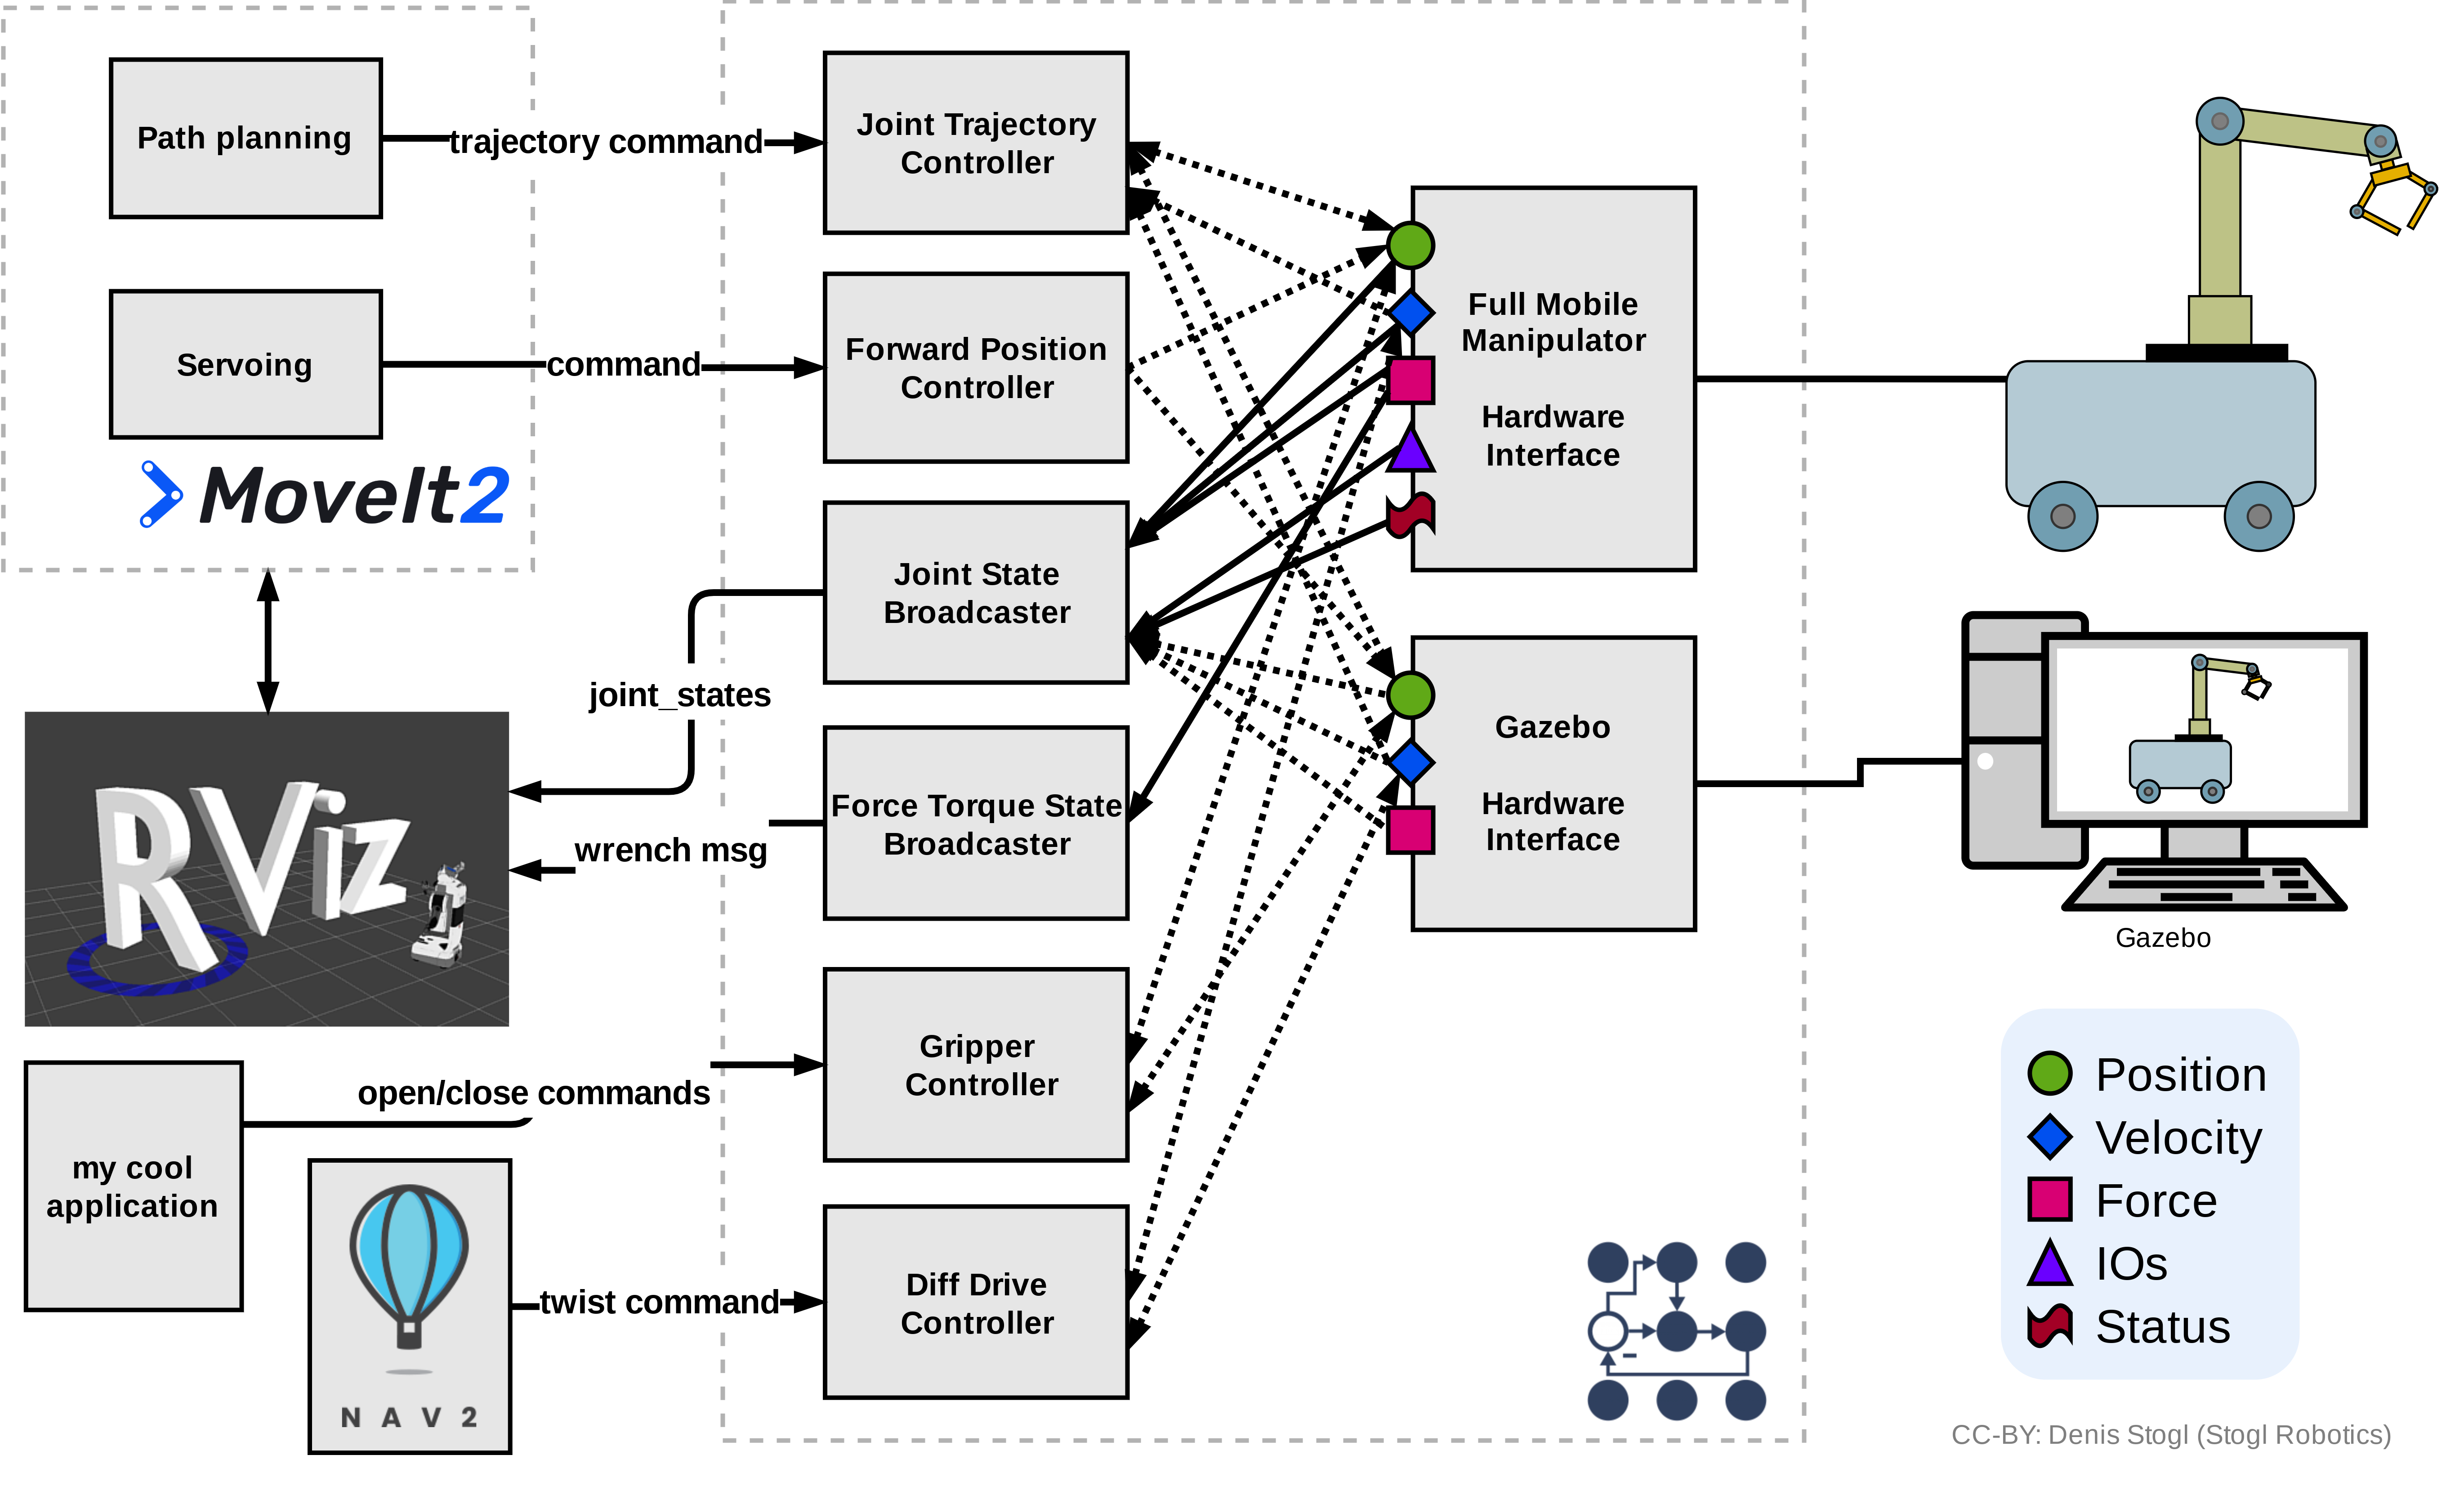 Path planning
trajectory command
Servoing
command
MoveIt2
joint_states
wrench msg
RViz
my cool
application
open/close commands
NAV2
twist command
Joint Trajectory
Controller
Forward Position
Controller
Joint State
Broadcaster
Force Torque State
Broadcaster
Gripper
Controller
Diff Drive
Controller
Full Mobile
Manipulator
Hardware
Interface
Gazebo
Hardware
Interface
Gazebo
Position
Velocity
Force
IOs
Status
CC-BY: Denis Stogl (Stogl Robotics)